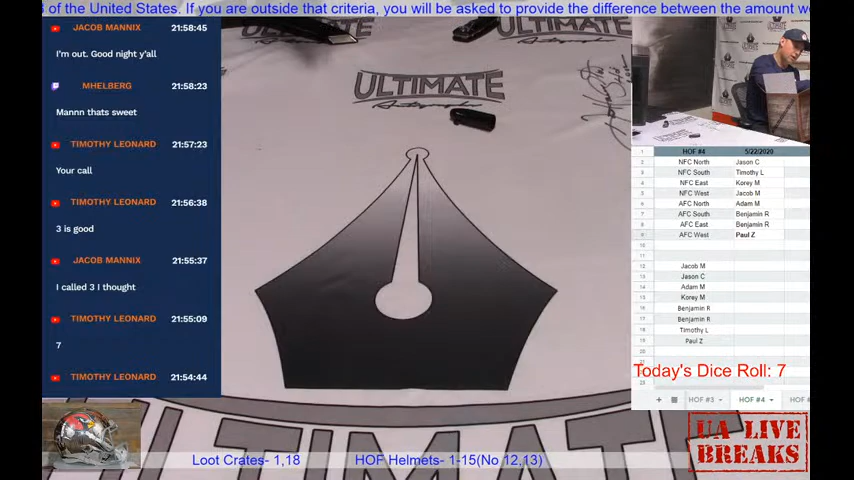 8 of the United States. If you are outside that criteria, you will be asked to provide the difference between the amount we
JACOB MANNIX 21:58:45
I'm out. Good night y'all
MHELBERG 21:58:23
Mannn thats sweet
TIMOTHY LEONARD 21:57:23
Your call
TIMOTHY LEONARD 21:56:38
3 is good
JACOB MANNIX 21:55:37
I called 3 I thought
TIMOTHY LEONARD 21:55:09
7
TIMOTHY LEONARD 21:54:44
ULTIMATE
Autographs
HOF #4 5/22/2020
NFC North Jason C
NFC South Timothy L
NFC East Korey M
NFC West Jacob M
AFC North Adam M
AFC South Benjamin R
AFC East Benjamin R
AFC West Paul Z
Jacob M
Jason C
Adam M
Korey M
Benjamin R
Benjamin R
Timothy L
Paul Z
Today's Dice Roll: 7
HOF #3 HOF #4 HOF #
ULTIMATE
UA LIVE
BREAKS
Loot Crates- 1,18 HOF Helmets- 1-15(No 12,13)